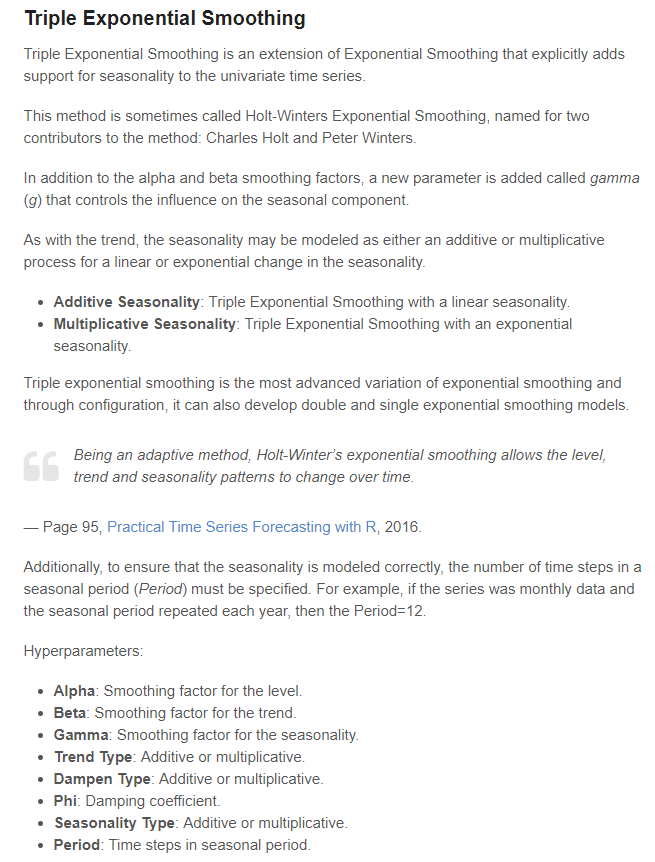 Triple Exponential Smoothing
Triple Exponential Smoothing is an extension of Exponential Smoothing that explicitly adds
support for seasonality to the univariate time series.
This method is sometimes called Holt-Winters Exponential Smoothing, named for two
contributors to the method: Charles Holt and Peter Winters.
In addition to the alpha and beta smoothing factors, a new parameter is added called gamma
(g) that controls the influence on the seasonal component.
As with the trend, the seasonality may be modeled as either an additive or multiplicative
process for a linear or exponential change in the seasonality.
• Additive Seasonality: Triple Exponential Smoothing with a linear seasonality.
• Multiplicative Seasonality: Triple Exponential Smoothing with an exponential
seasonality.
Triple exponential smoothing is the most advanced variation of exponential smoothing and
through configuration, it can also develop double and single exponential smoothing models.
“ Being an adaptive method, Holt-Winter’s exponential smoothing allows the level,
trend and seasonality patterns to change over time.
— Page 95, Practical Time Series Forecasting with R, 2016.
Additionally, to ensure that the seasonality is modeled correctly, the number of time steps in a
seasonal period (Period) must be specified. For example, if the series was monthly data and
the seasonal period repeated each year, then the Period=12.
Hyperparameters:
• Alpha: Smoothing factor for the level.
• Beta: Smoothing factor for the trend.
• Gamma: Smoothing factor for the seasonality.
• Trend Type: Additive or multiplicative.
• Dampen Type: Additive or multiplicative.
• Phi: Damping coefficient.
• Seasonality Type: Additive or multiplicative.
• Period: Time steps in seasonal period.